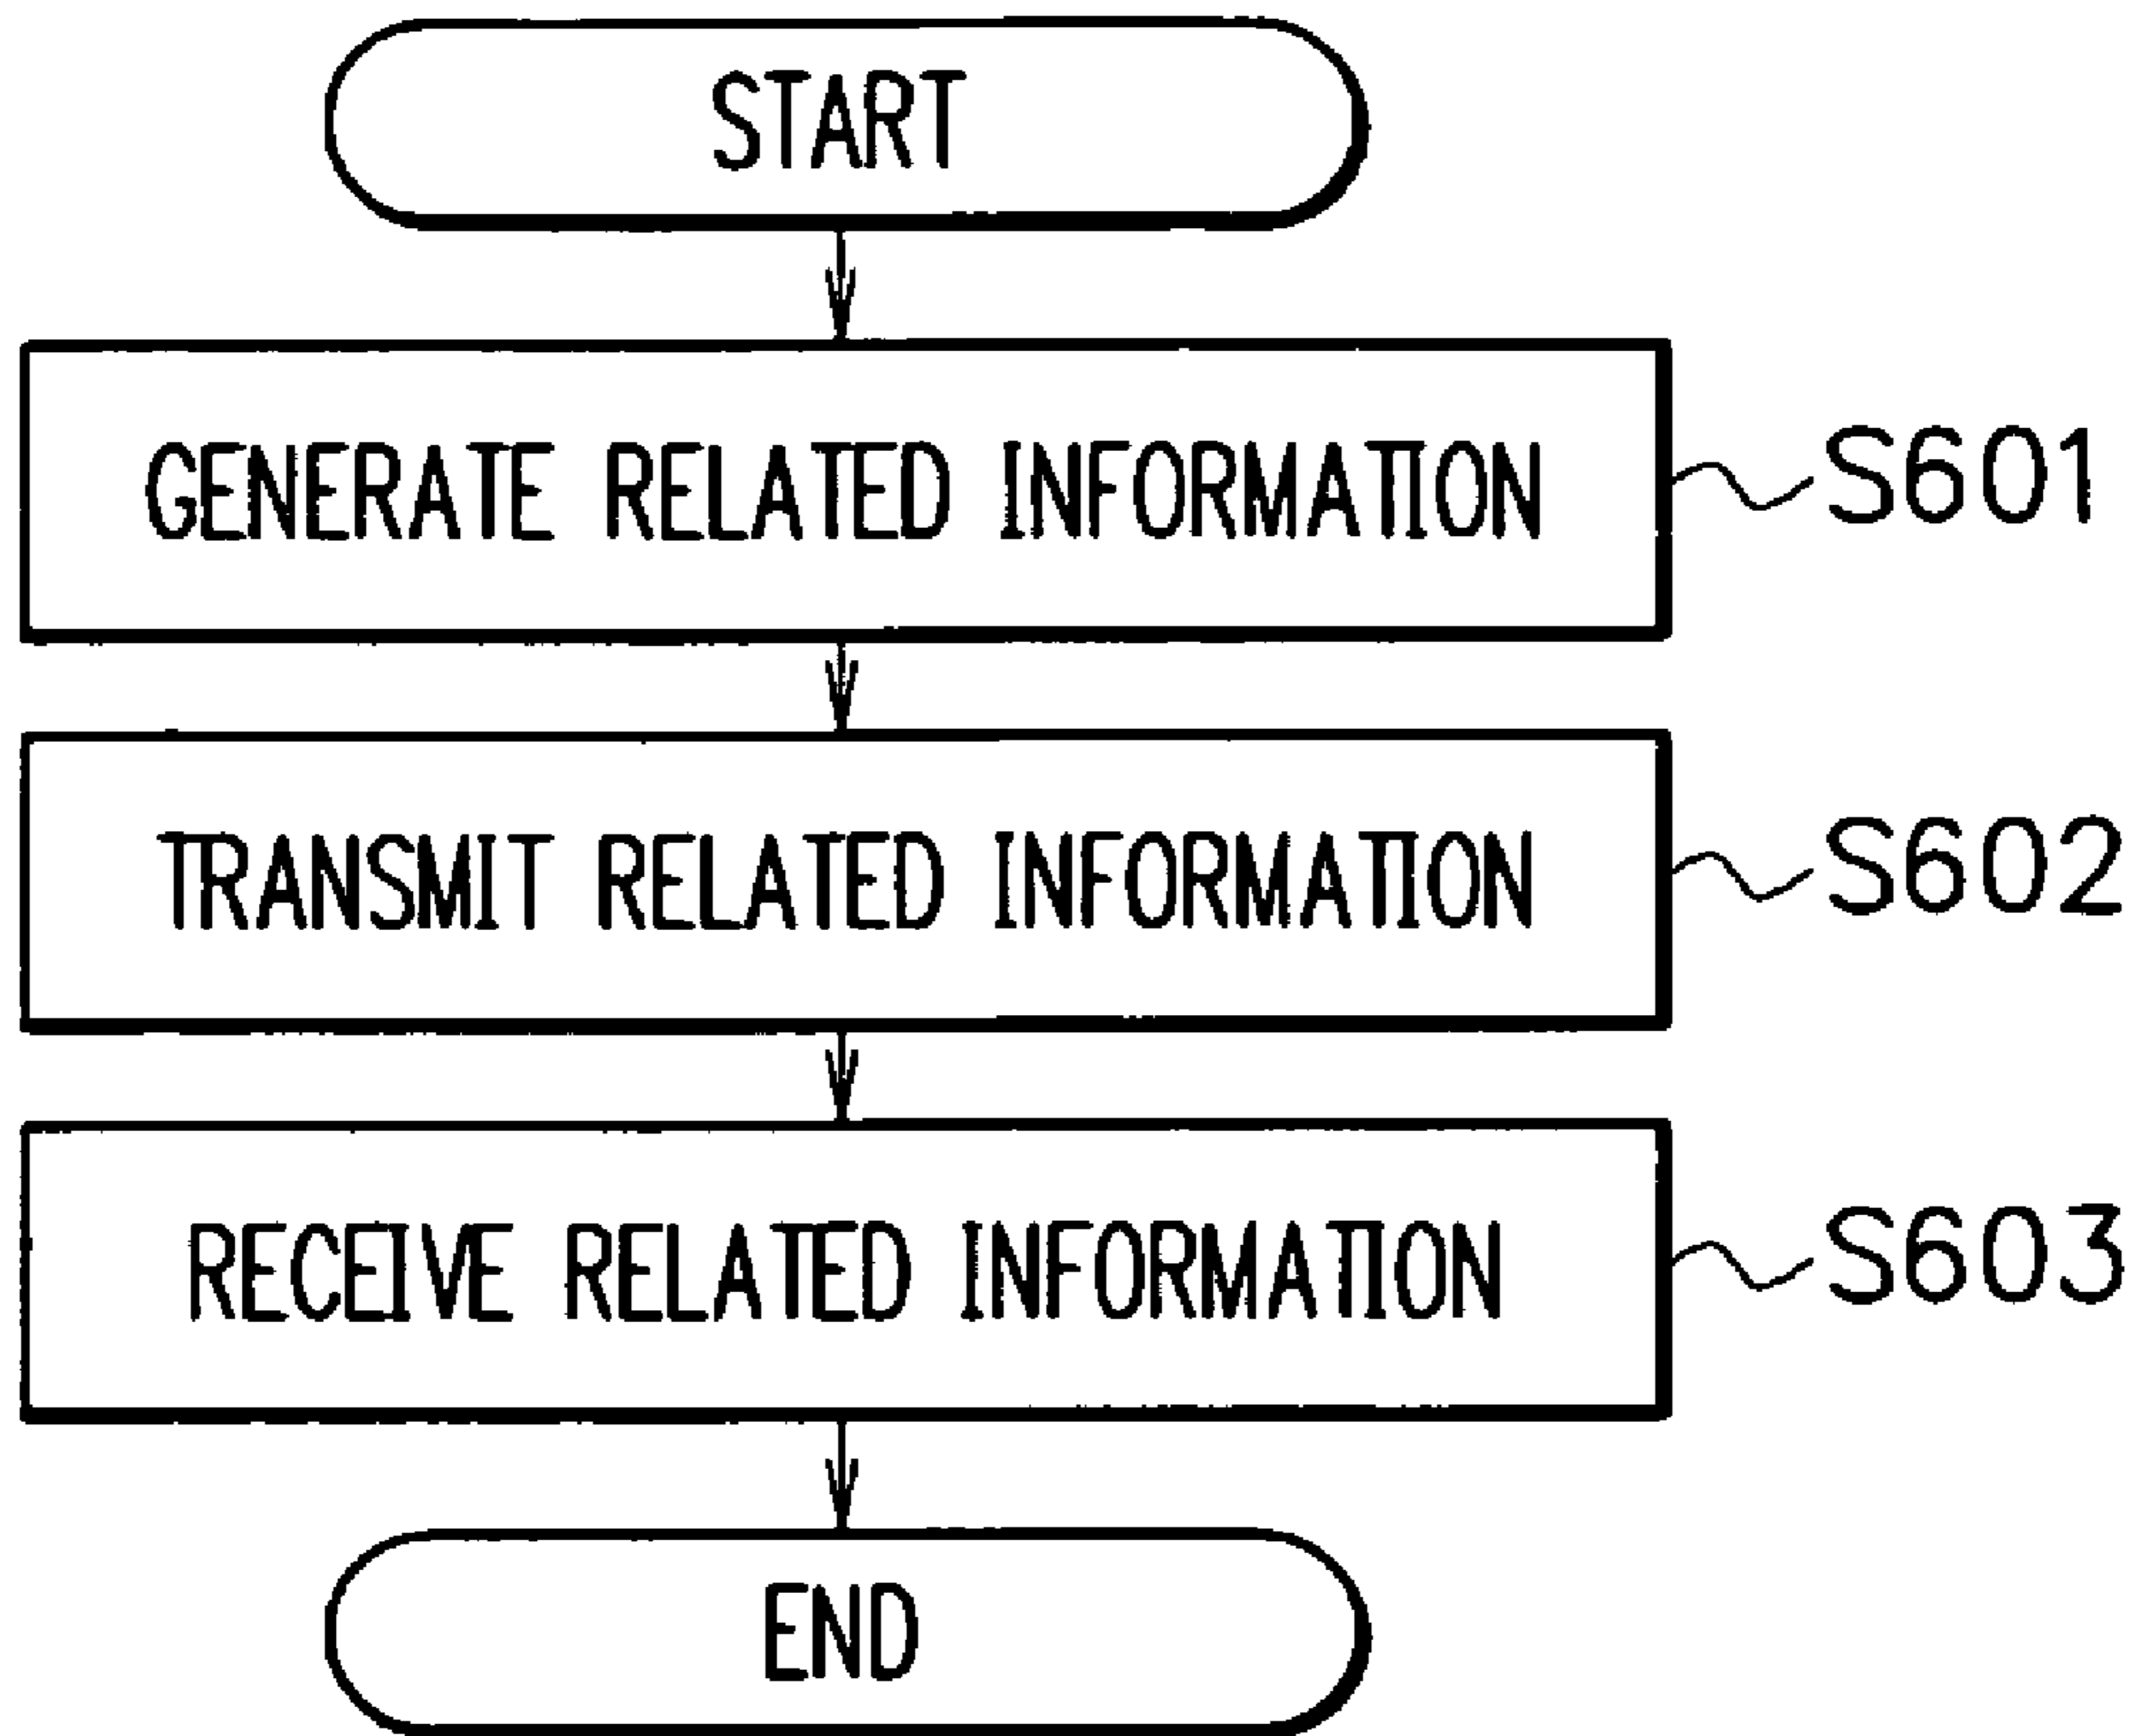 START
GENERATE RELATED INFORMATION
S601
TRANSMIT RELATED INFORMATION
S602
RECEIVE RELATED INFORMATION
S603
END